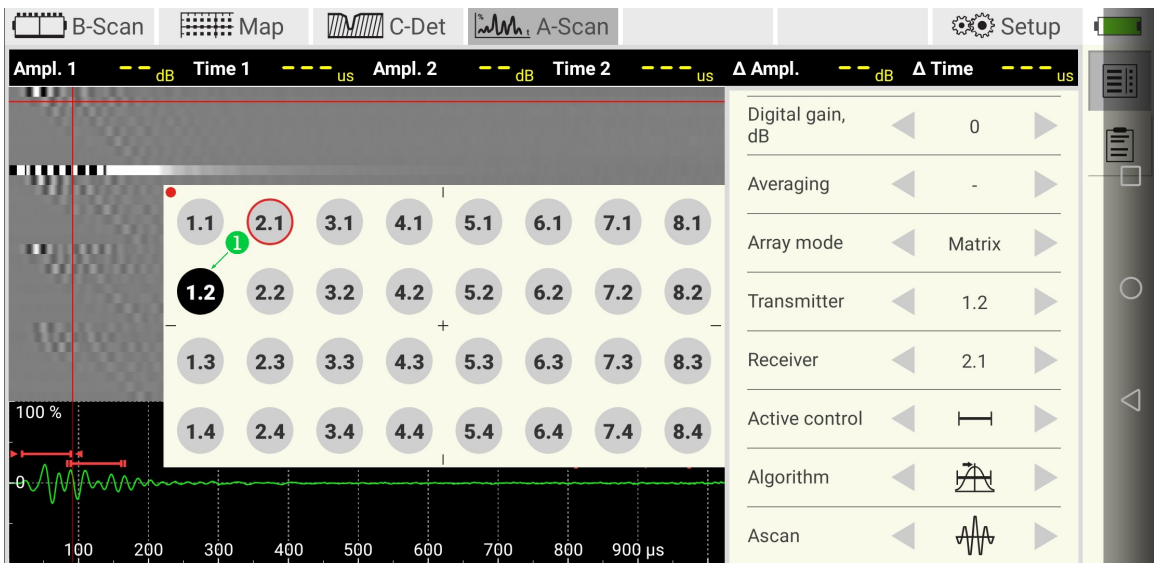 B-Scan Map C-Det A-Scan Setup
Ampl. 1 -- dB Time 1 --- us Ampl. 2 -- dB Time 2 --- us Δ Ampl. -- dB Δ Time --- us
Digital gain, dB 0
Averaging -
Array mode Matrix
Transmitter 1.2
Receiver 2.1
Active control
Algorithm
Ascan
1.1 2.1 3.1 4.1 5.1 6.1 7.1 8.1
1
1.2 2.2 3.2 4.2 5.2 6.2 7.2 8.2
1.3 2.3 3.3 4.3 5.3 6.3 7.3 8.3
1.4 2.4 3.4 4.4 5.4 6.4 7.4 8.4
100 %
0
100 200 300 400 500 600 700 800 900 µs